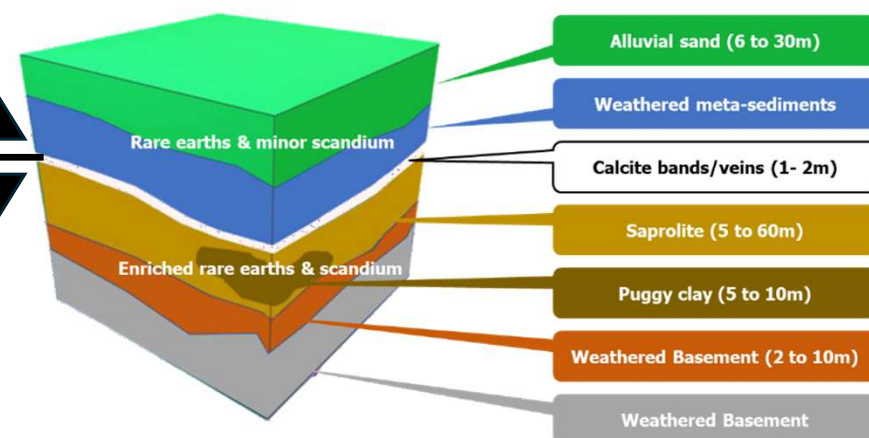 Alluvial sand (6 to 30m)
Weathered meta-sediments
Rare earths & minor scandium
Calcite bands/veins (1- 2m)
Saprolite (5 to 60m)
Enriched rare earths & scandium
Puggy clay (5 to 10m)
Weathered Basement (2 to 10m)
Weathered Basement